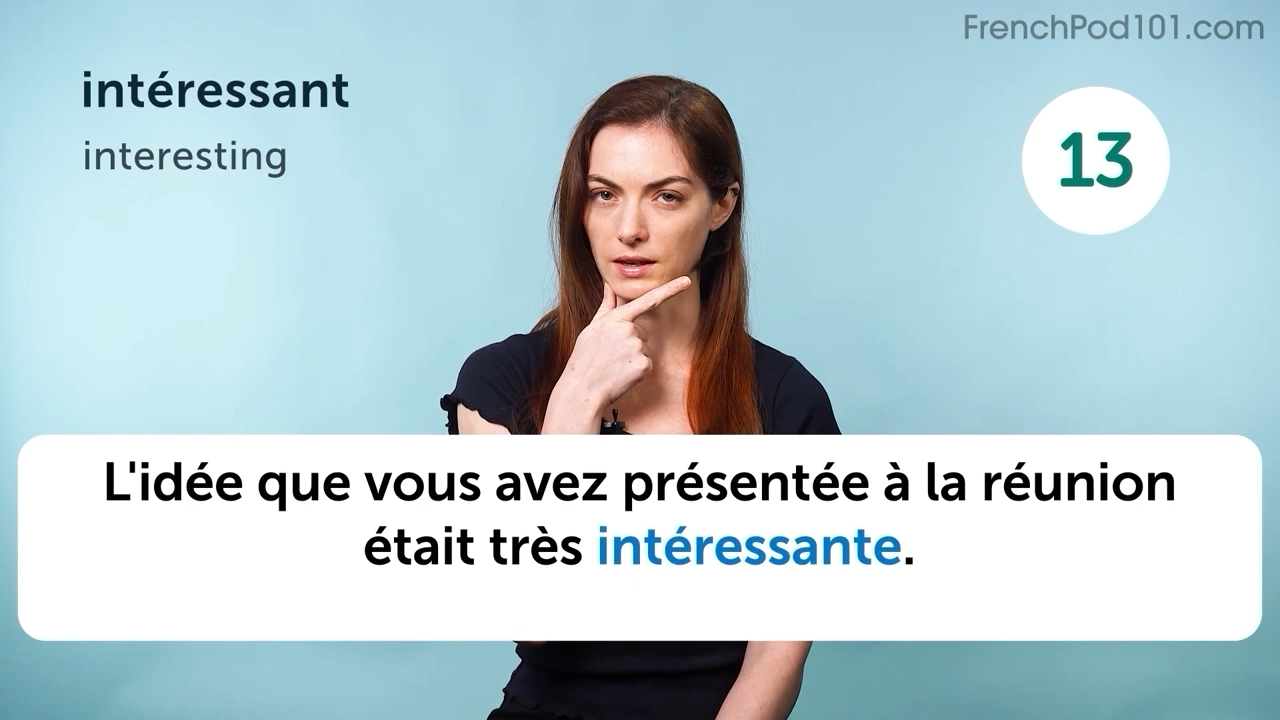 FrenchPod101.com
intéressant
interesting
13
L'idée que vous avez présentée à la réunion
était très intéressante.